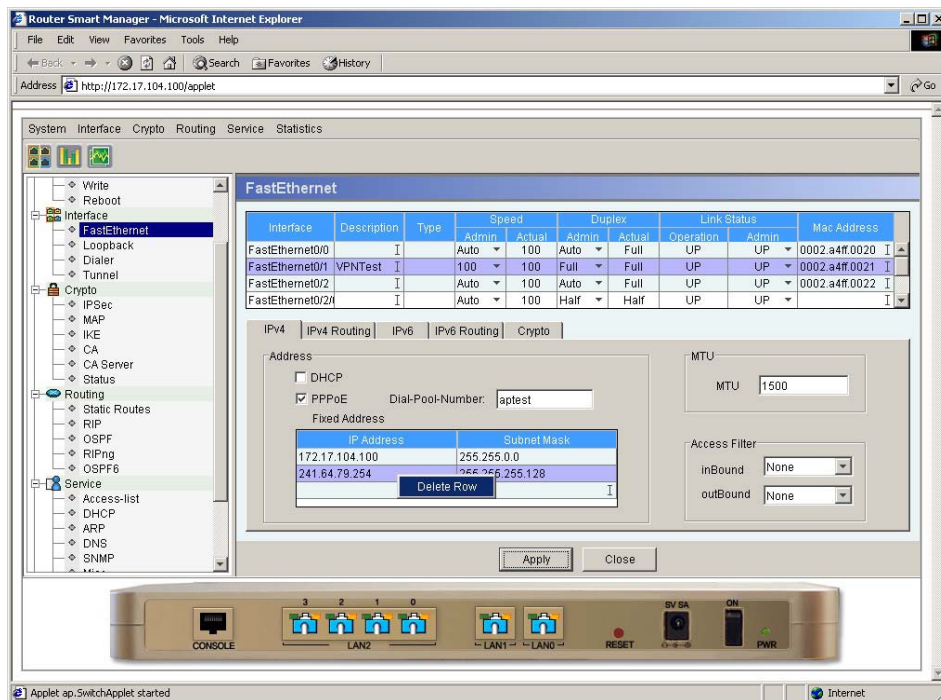 Router Smart Manager - Microsoft Internet Explorer
File Edit View Favorites Tools Help
Back Search Favorites History
Address http://172.17.104.100/applet Go
System Interface Crypto Routing Service Statistics
Write
Reboot
Interface
FastEthernet
Loopback
Dialer
Tunnel
Crypto
IPSec
MAP
IKE
CA
CA Server
Status
Routing
Static Routes
RIP
OSPF
RIPng
OSPF6
Service
Access-list
DHCP
ARP
DNS
SNMP
FastEthernet
Interface Description Type Speed Duplex Link Status Mac Address
Admin Actual Admin Actual Operation Admin
FastEthernet0/0 Auto 100 Auto Full UP UP 0002.a4ff.0020
FastEthernet0/1 VPNTest 100 100 Full Full UP UP 0002.a4ff.0021
FastEthernet0/2 Auto 100 Auto Full UP UP 0002.a4ff.0022
FastEthernet0/2/ Auto 100 Half Half UP UP
IPv4 IPv4 Routing IPv6 IPv6 Routing Crypto
Address
DHCP
PPPoE Dial-Pool-Number: aptest
Fixed Address
IP Address Subnet Mask
172.17.104.100 255.255.0.0
241.64.79.254 255.255.255.128
Delete Row
MTU
MTU 1500
Access Filter
inBound None
outBound None
Apply Close
3 2 1 0
CONSOLE LAN2 LAN1 LAN0 RESET 5V 5A ON PWR
Applet ap.SwitchApplet started Internet